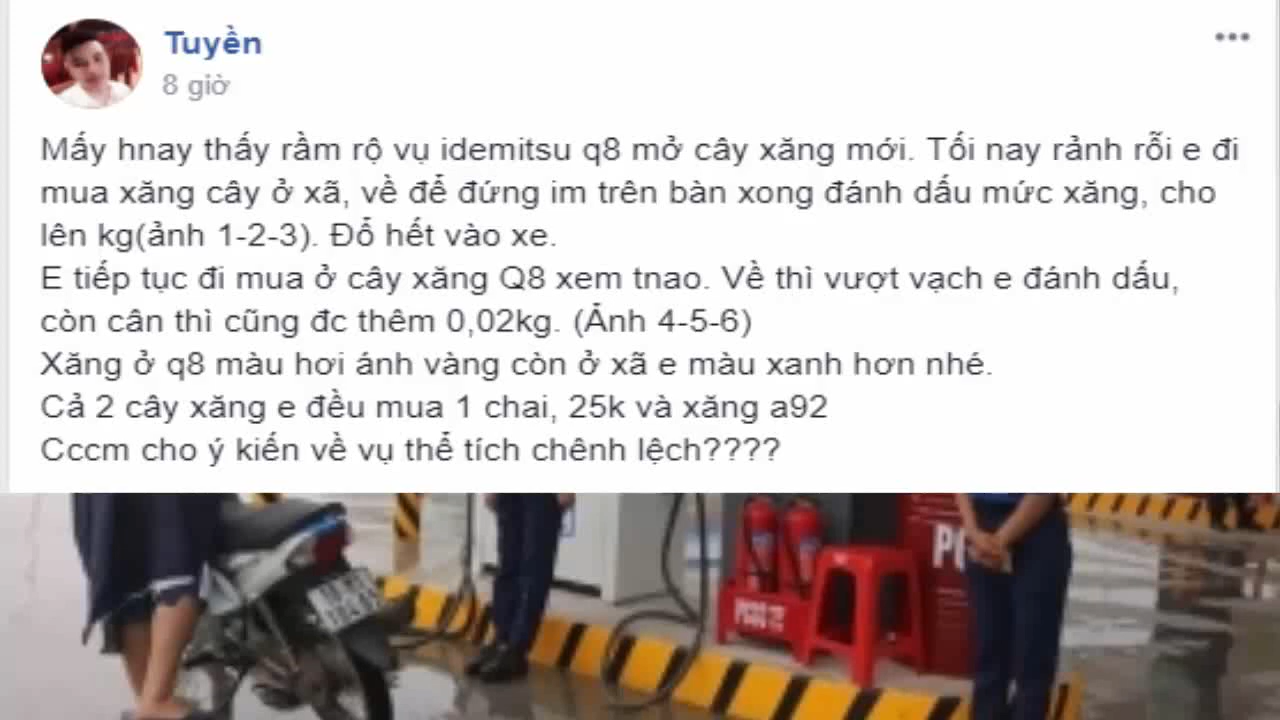 Tuyền
8 giờ
Mấy hnay thấy rầm rộ vụ idemitsu q8 mở cây xăng mới. Tối nay rảnh rỗi e đi
mua xăng cây ở xã, về để đứng im trên bàn xong đánh dấu mức xăng, cho
lên kg(ảnh 1-2-3). Đổ hết vào xe.
E tiếp tục đi mua ở cây xăng Q8 xem tnao. Về thì vượt vạch e đánh dấu,
còn cân thì cũng đc thêm 0,02kg. (Ảnh 4-5-6)
Xăng ở q8 màu hơi ánh vàng còn ở xã e màu xanh hơn nhé.
Cả 2 cây xăng e đều mua 1 chai, 25k và xăng a92
Cccm cho ý kiến về vụ thể tích chênh lệch????